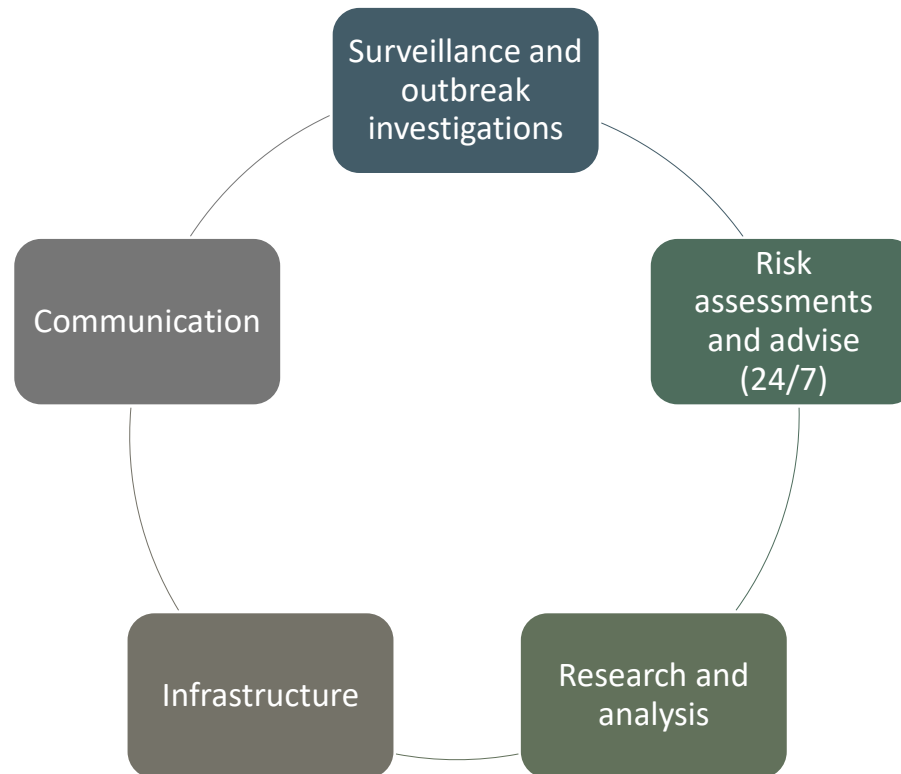 Surveillance and
outbreak
investigations
Risk
assessments
and advise
(24/7)
Research and
analysis
Infrastructure
Communication